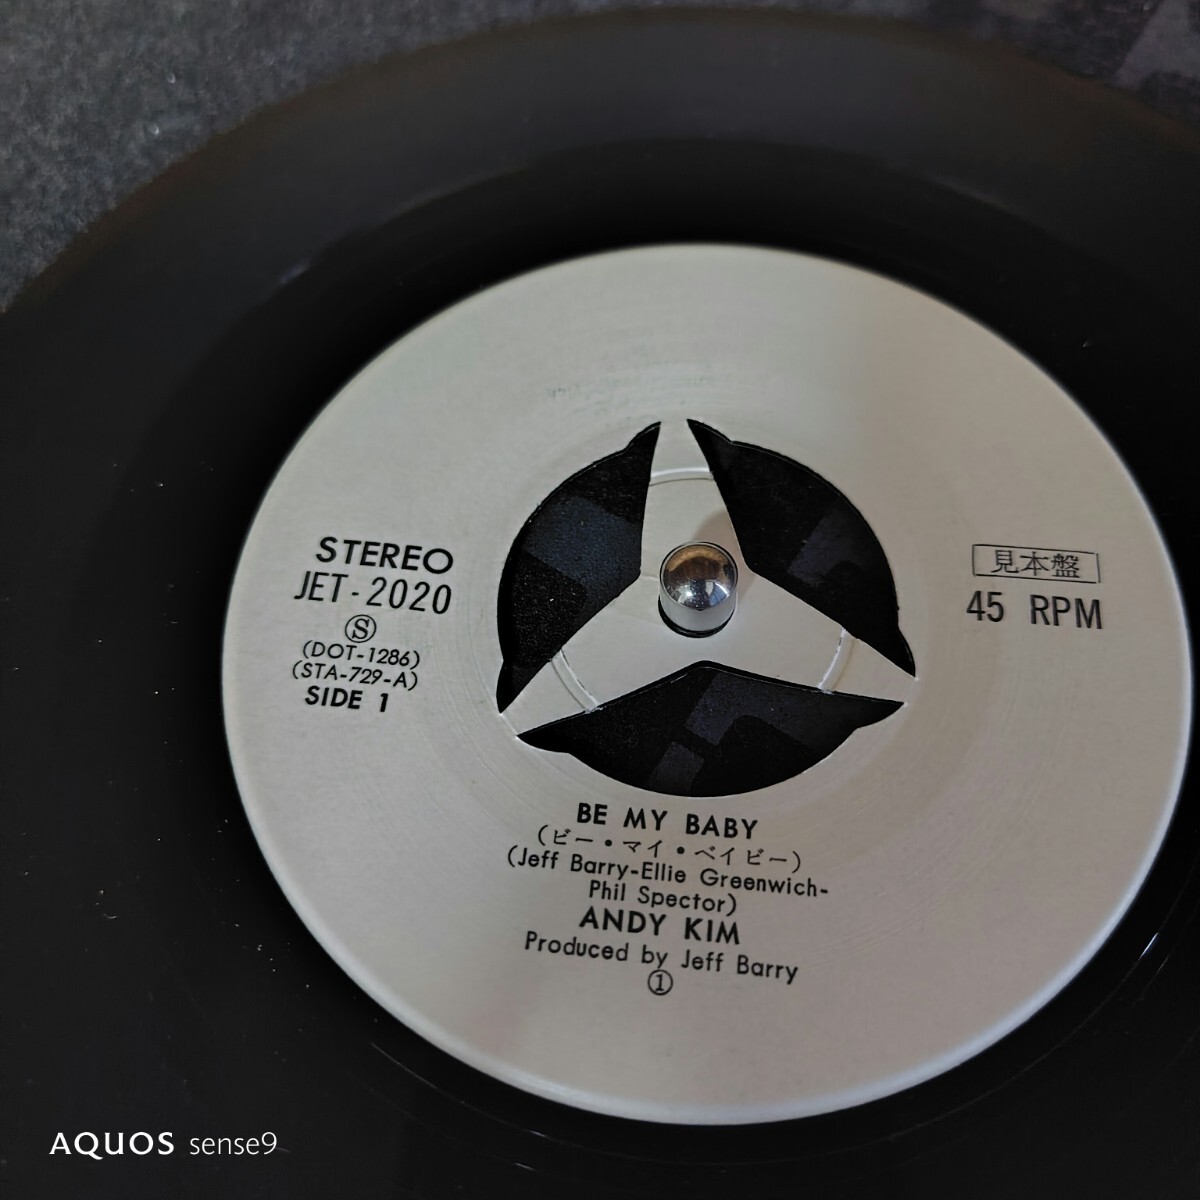 STEREO
JET-2020
Ⓢ
(DOT-1286)
(STA-729-A)
SIDE 1
見本盤
45 RPM
BE MY BABY
(ビー・マイ・ベイビー)
(Jeff Barry-Ellie Greenwich-
Phil Spector)
ANDY KIM
Produced by Jeff Barry
①
AQUOS sense9